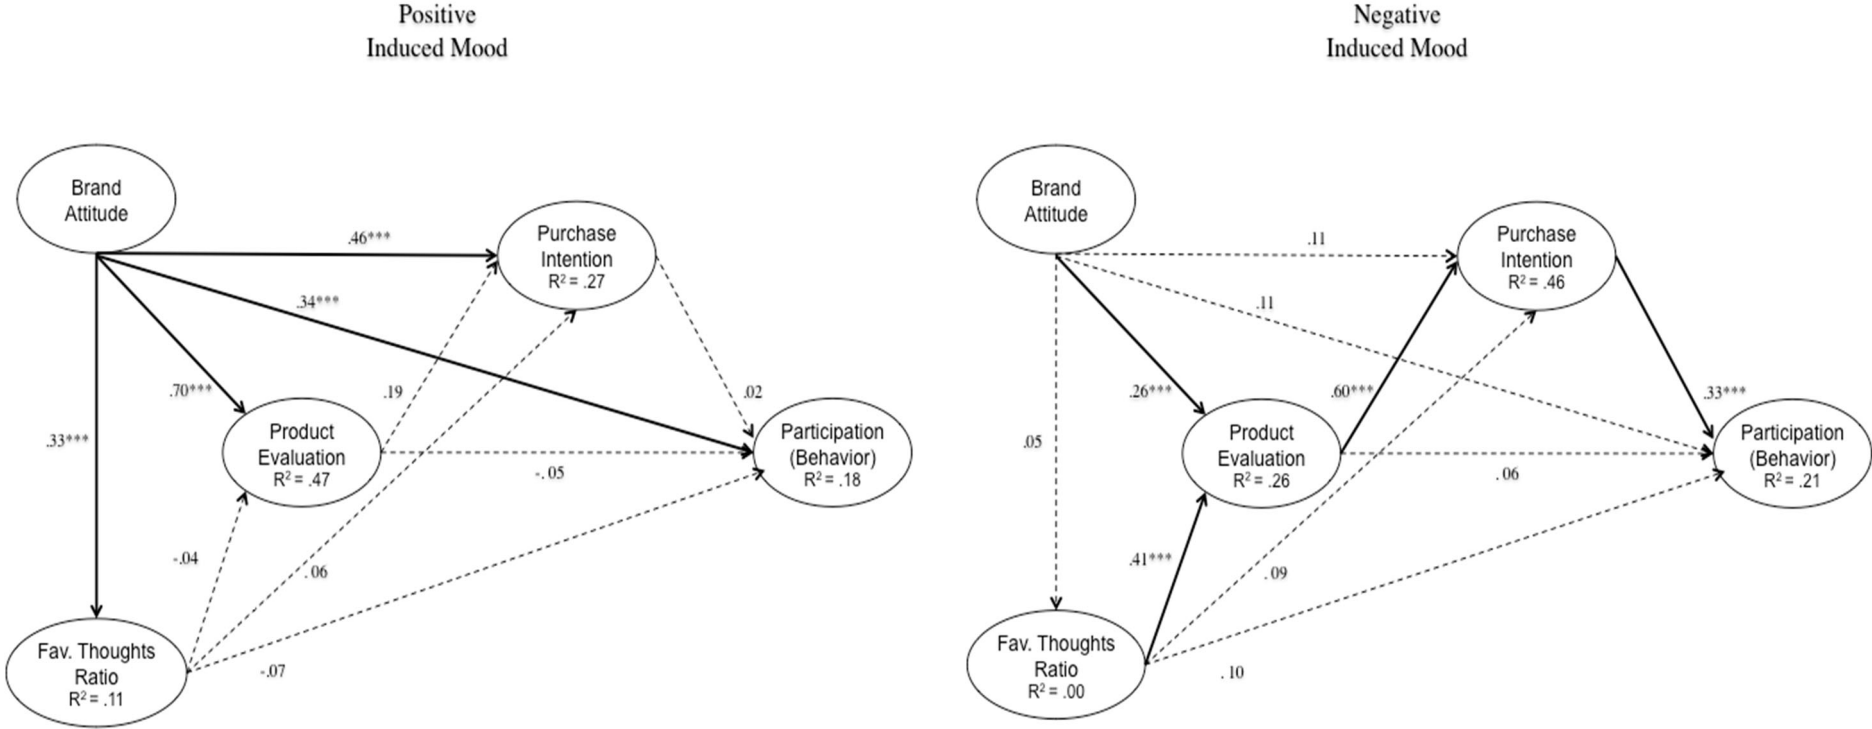 Positive
Induced Mood
Brand
Attitude
.46***
Purchase
Intention
R² = .27
.34***
.70***
.19
.02
.33***
Product
Evaluation
R² = .47
Participation
(Behavior)
R² = .18
-. 05
-.04
. 06
Fav. Thoughts
Ratio
R² = .11
-.07
Negative
Induced Mood
Brand
Attitude
.11
Purchase
Intention
R² = .46
.11
.26***
.60***
.33***
.05
Product
Evaluation
R² = .26
Participation
(Behavior)
R² = .21
. 06
.41***
. 09
Fav. Thoughts
Ratio
R² = .00
. 10